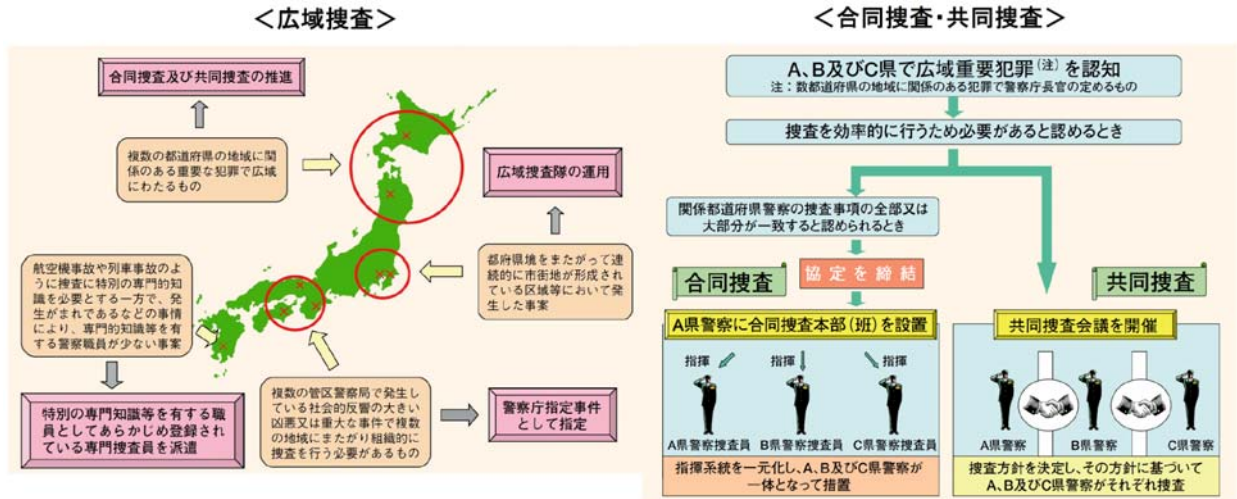 ＜広域捜査＞
合同捜査及び共同捜査の推進
複数の都道府県の地域に関
係のある重要な犯罪で広域
にわたるもの
広域捜査隊の運用
都府県境をまたがって連
続的に市街地が形成され
ている区域等において発
生した事案
航空機事故や列車事故のよ
うに捜査に特別の専門的知
識を必要とする一方で、発
生がまれであるなどの事情
により、専門的知識等を有
する警察職員が少ない事案
特別の専門知識等を有する職
員としてあらかじめ登録され
ている専門捜査員を派遣
複数の管区警察局で発生し
ている社会的反響の大きい
凶悪又は重大な事件で複数
の地域にまたがり組織的に
捜査を行う必要があるもの
警察庁指定事件
として指定
＜合同捜査・共同捜査＞
A、B及びC県で広域重要犯罪(注)を認知
注：数都道府県の地域に関係のある犯罪で警察庁長官の定めるもの
捜査を効率的に行うため必要があると認めるとき
関係都道府県警察の捜査事項の全部又は
大部分が一致すると認められるとき
協定を締結
合同捜査
A県警察に合同捜査本部(班)を設置
指揮 指揮 指揮
A県警察捜査員 B県警察捜査員 C県警察捜査員
指揮系統を一元化し、A、B及びC県警察が
一体となって措置
共同捜査
共同捜査会議を開催
A県警察 B県警察 C県警察
捜査方針を決定し、その方針に基づいて
A、B及びC県警察がそれぞれ捜査